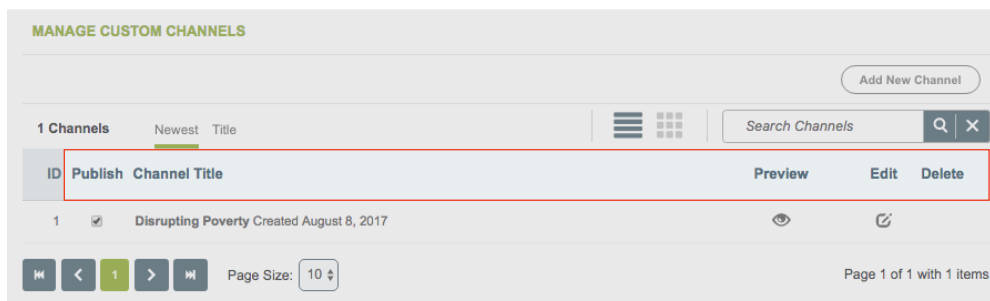 MANAGE CUSTOM CHANNELS
Add New Channel
1 Channels Newest Title Search Channels
ID Publish Channel Title Preview Edit Delete
1 Disrupting Poverty Created August 8, 2017
1 Page Size: 10 Page 1 of 1 with 1 items